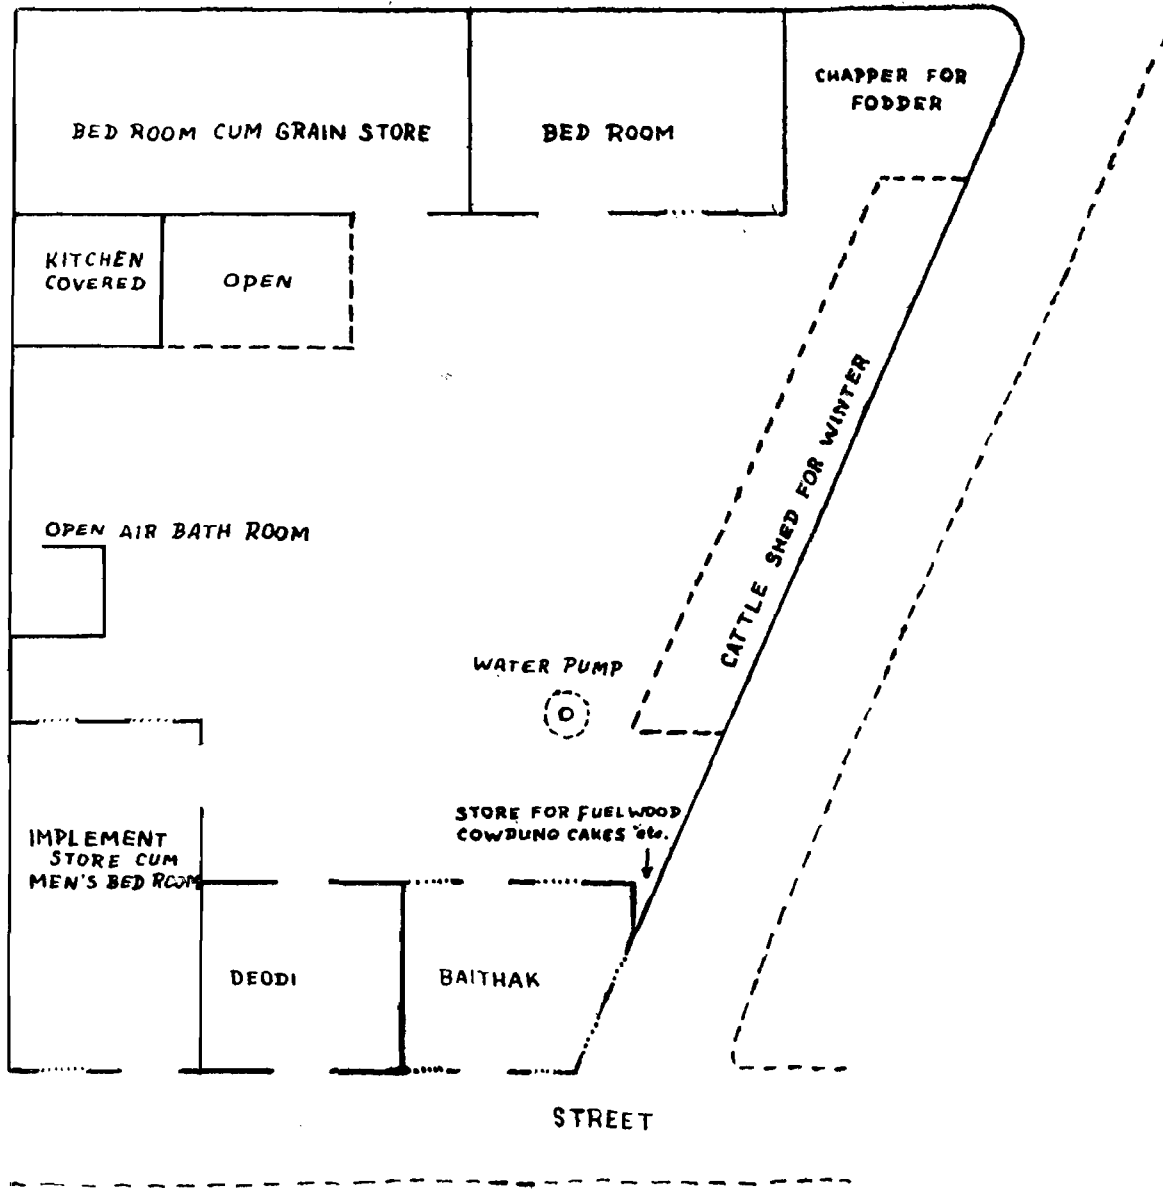 CHAPPER FOR
FODDER
BED ROOM CUM GRAIN STORE
BED ROOM
KITCHEN
COVERED
OPEN
CATTLE SHED FOR WINTER
OPEN AIR BATH ROOM
WATER PUMP
STORE FOR FUELWOOD
COWDUNG CAKES etc.
IMPLEMENT
STORE CUM
MEN'S BED ROOM
DEODI
BAITHAK
STREET